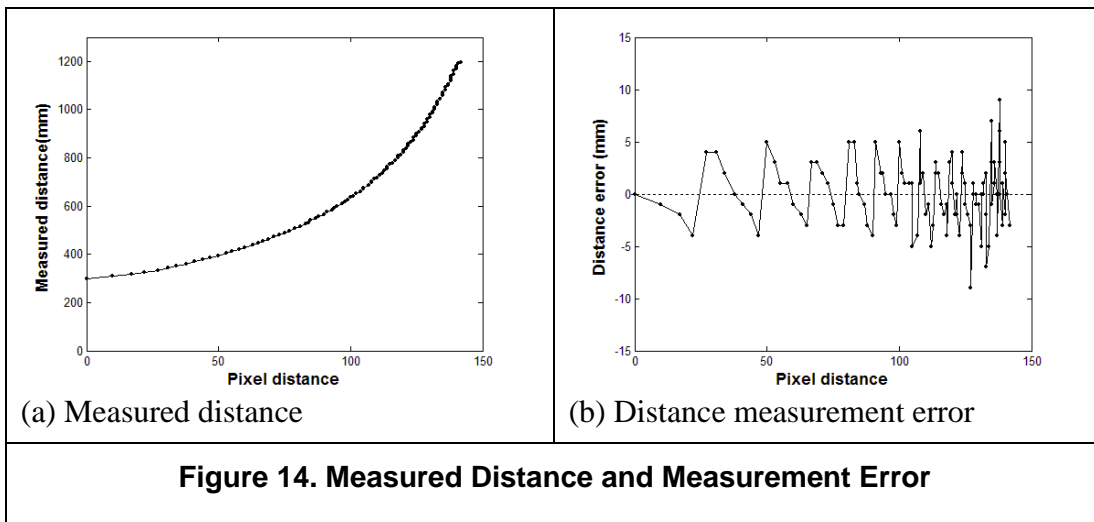 Measured distance(mm)
1200
1000
800
600
400
200
0
0 50 100 150
Pixel distance
(a) Measured distance
Distance error (mm)
15
10
5
0
-5
-10
-15
0 50 100 150
Pixel distance
(b) Distance measurement error
Figure 14. Measured Distance and Measurement Error